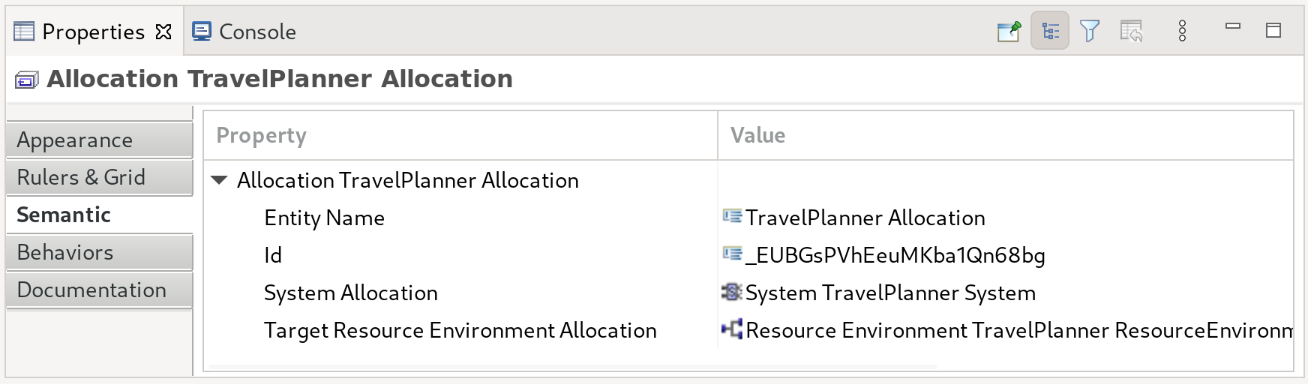 Properties Console
Allocation TravelPlanner Allocation
Appearance
Rulers & Grid
Semantic
Behaviors
Documentation
Property Value
Allocation TravelPlanner Allocation
Entity Name TravelPlanner Allocation
Id _EUBGsPVhEeuMKba1Qn68bg
System Allocation System TravelPlanner System
Target Resource Environment Allocation Resource Environment TravelPlanner ResourceEnvironm